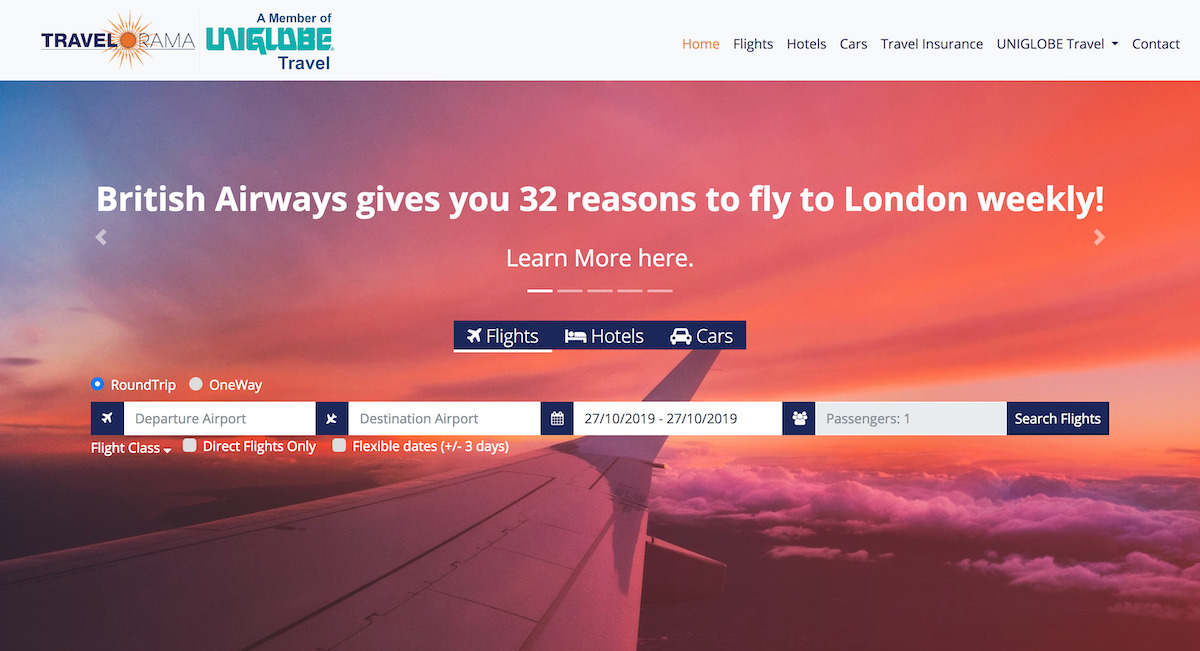 TRAVELORAMA
A Member of
UNIGLOBE
Travel
Home Flights Hotels Cars Travel Insurance UNIGLOBE Travel Contact
British Airways gives you 32 reasons to fly to London weekly!
Learn More here.
Flights Hotels Cars
RoundTrip OneWay
Departure Airport Destination Airport 27/10/2019 - 27/10/2019 Passengers: 1 Search Flights
Flight Class Direct Flights Only Flexible dates (+/- 3 days)